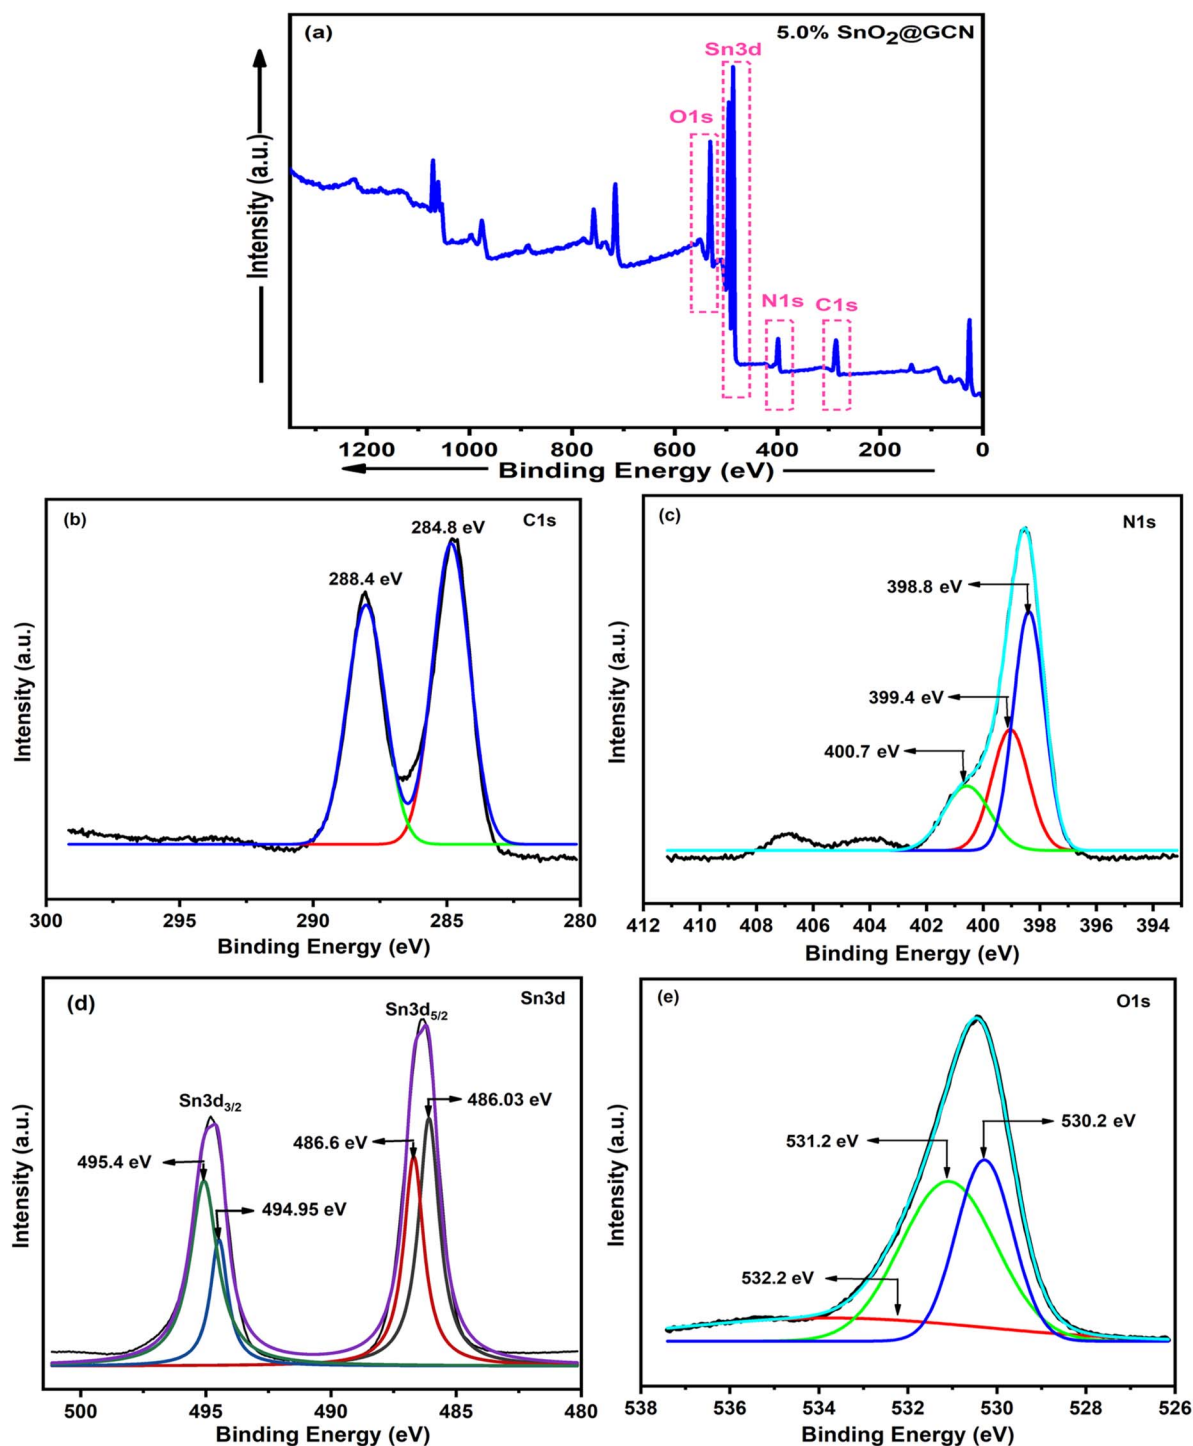 (a)
5.0% SnO₂@GCN
Sn3d
O1s
N1s
C1s
Intensity (a.u.)
1200 1000 800 600 400 200 0
Binding Energy (eV)
(b)
C1s
284.8 eV
288.4 eV
Intensity (a.u.)
300 295 290 285 280
Binding Energy (eV)
(c)
N1s
398.8 eV
399.4 eV
400.7 eV
Intensity (a.u.)
412 410 408 406 404 402 400 398 396 394
Binding Energy (eV)
(d)
Sn3d
Sn3d₅/₂
Sn3d₃/₂
486.03 eV
486.6 eV
495.4 eV
494.95 eV
Intensity (a.u.)
500 495 490 485 480
Binding Energy (eV)
(e)
O1s
530.2 eV
531.2 eV
532.2 eV
Intensity (a.u.)
538 536 534 532 530 528 526
Binding Energy (eV)